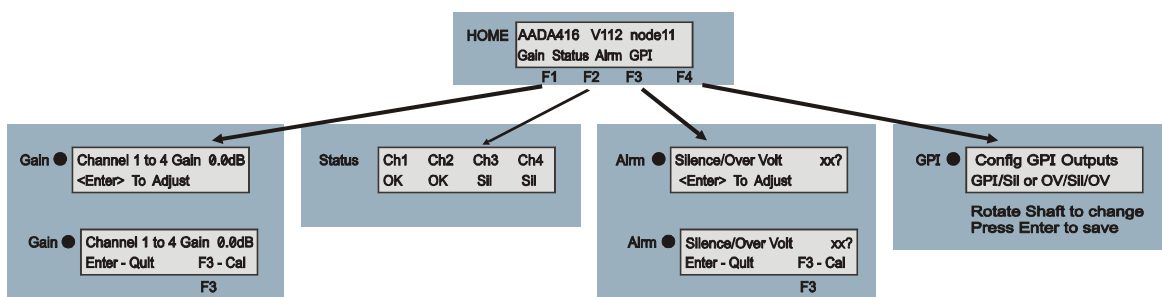 HOME
AADA416 V112 node11
Gain Status Alrm GPI
F1 F2 F3 F4
Gain
Channel 1 to 4 Gain 0.0dB
<Enter> To Adjust
Gain
Channel 1 to 4 Gain 0.0dB
Enter - Quit F3 - Cal
F3
Status
Ch1 Ch2 Ch3 Ch4
OK OK Sil Sil
Alrm
Silence/Over Volt xx?
<Enter> To Adjust
Alrm
Silence/Over Volt xx?
Enter - Quit F3 - Cal
F3
GPI
Config GPI Outputs
GPI/Sil or OV/Sil/OV
Rotate Shaft to change
Press Enter to save